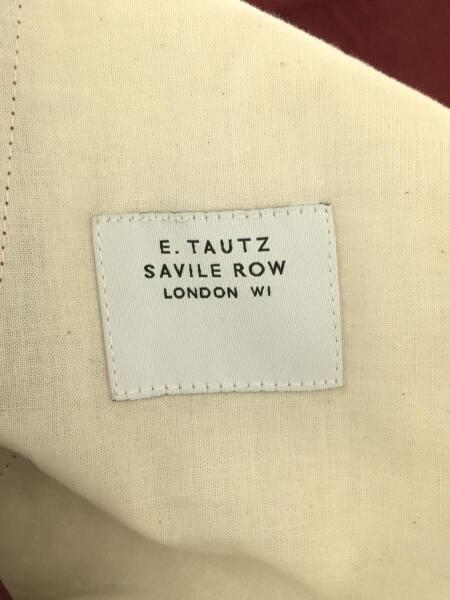 E. TAUTZ
SAVILE ROW
LONDON W1